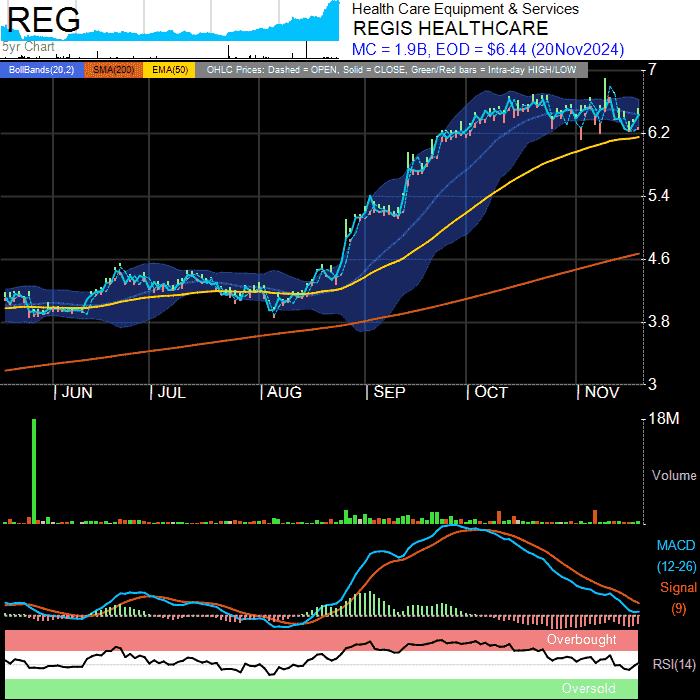 REG
5yr Chart
Health Care Equipment & Services
REGIS HEALTHCARE
MC = 1.9B, EOD = $6.44 (20Nov2024)
BollBands(20,2) SMA(200) EMA(50) OHLC Prices: Dashed = OPEN, Solid = CLOSE, Green/Red bars = Intra-day HIGH/LOW
7
6.2
5.4
4.6
3.8
3
JUN JUL AUG SEP OCT NOV
18M
Volume
MACD
(12-26)
Signal
(9)
Overbought
RSI(14)
Oversold